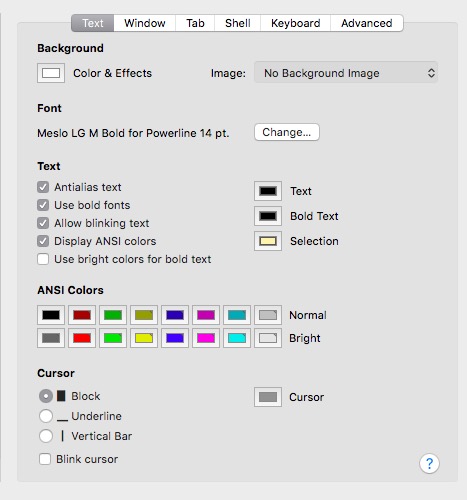 Text Window Tab Shell Keyboard Advanced
Background
Color & Effects Image: No Background Image
Font
Meslo LG M Bold for Powerline 14 pt. Change...
Text
Antialias text Text
Use bold fonts Bold Text
Allow blinking text
Display ANSI colors Selection
Use bright colors for bold text
ANSI Colors
Normal
Bright
Cursor
Block Cursor
Underline
Vertical Bar
Blink cursor ?